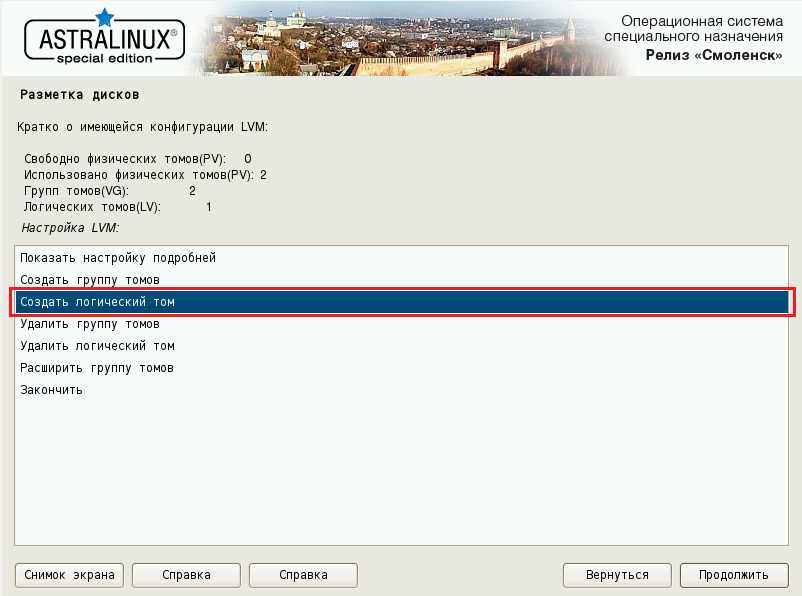 ASTRALINUX®
special edition
Операционная система
специального назначения
Релиз «Смоленск»
Разметка дисков
Кратко о имеющейся конфигурации LVM:
Свободно физических томов(PV): 0
Использовано физических томов(PV): 2
Групп томов(VG): 2
Логических томов(LV): 1
Настройка LVM:
Показать настройку подробней
Создать группу томов
Создать логический том
Удалить группу томов
Удалить логический том
Расширить группу томов
Закончить
Снимок экрана Справка Справка Вернуться Продолжить